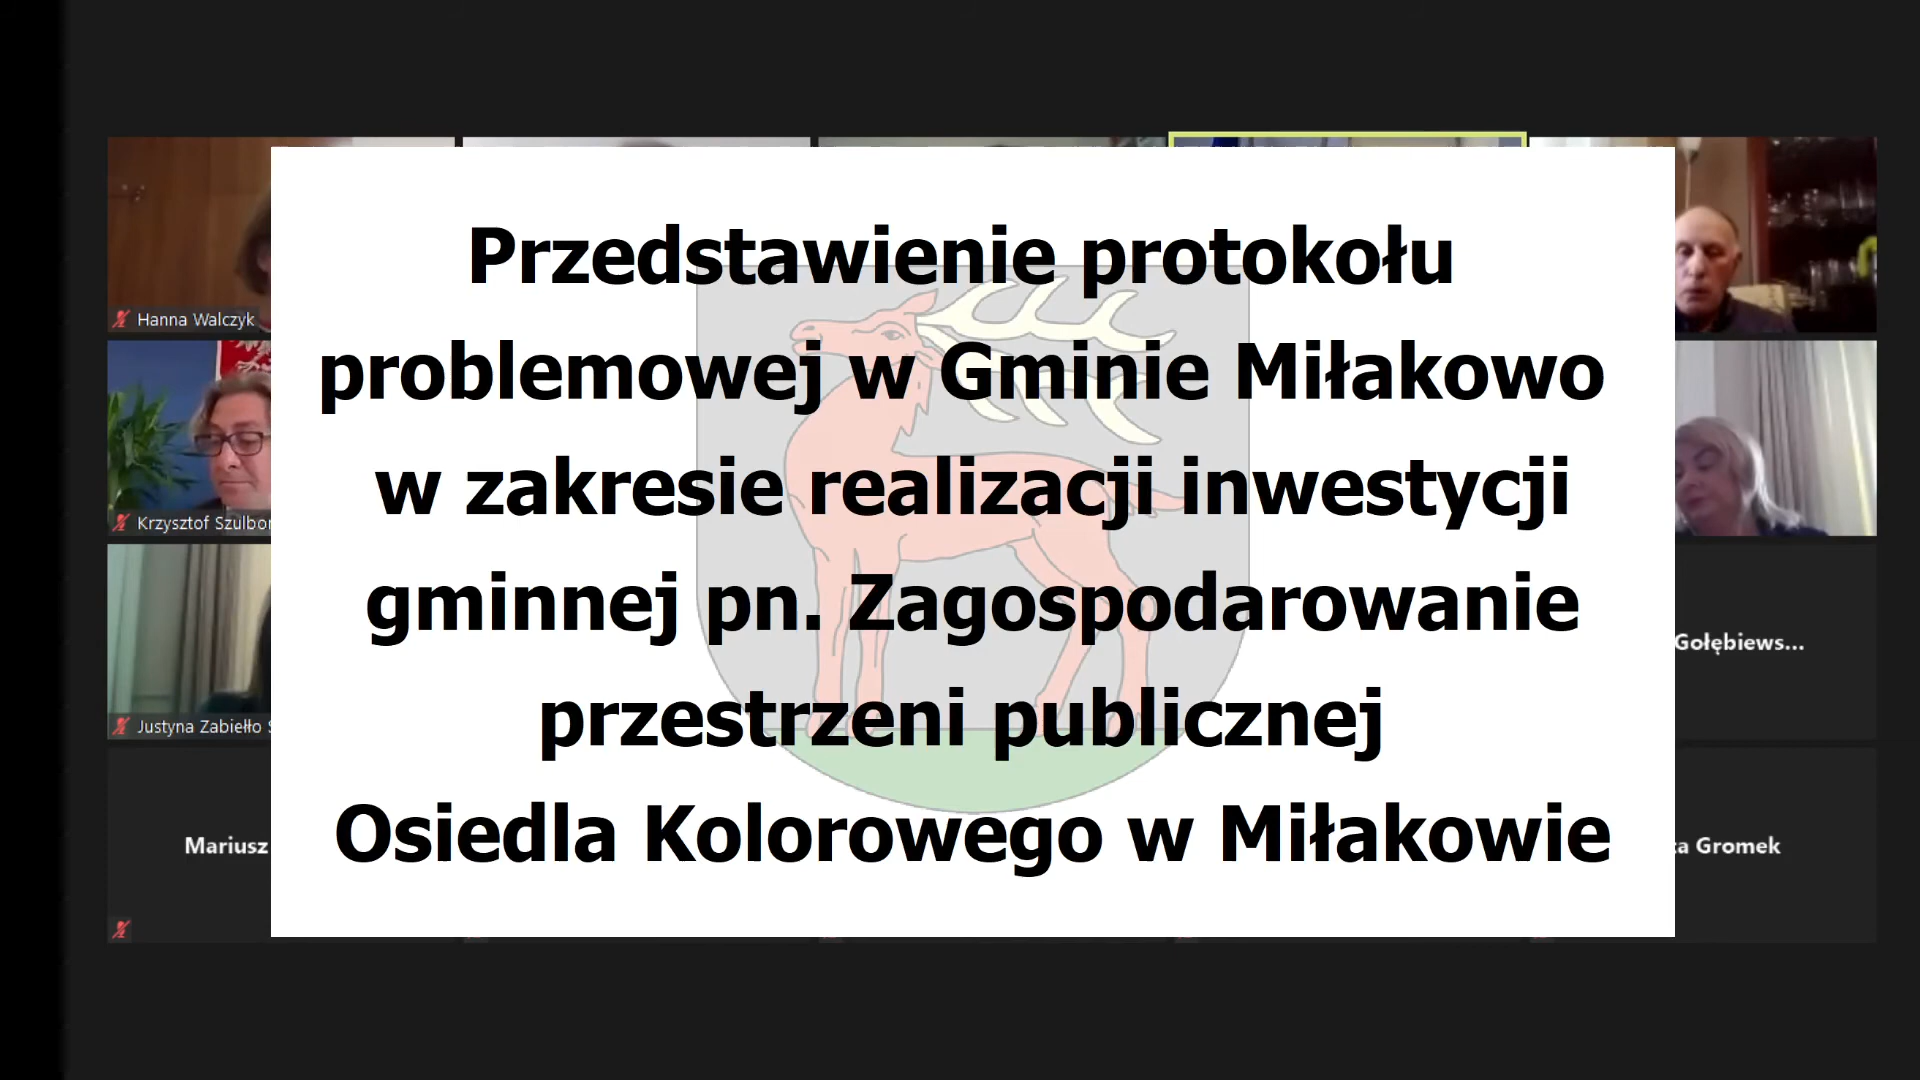 Przedstawienie protokołu
problemowej w Gminie Miłakowo
w zakresie realizacji inwestycji
gminnej pn. Zagospodarowanie
przestrzeni publicznej
Osiedla Kolorowego w Miłakowie
Hanna Walczyk
Krzysztof Szulbor
Justyna Zabiełło
Gołębiews...
Mariusz
Gromek